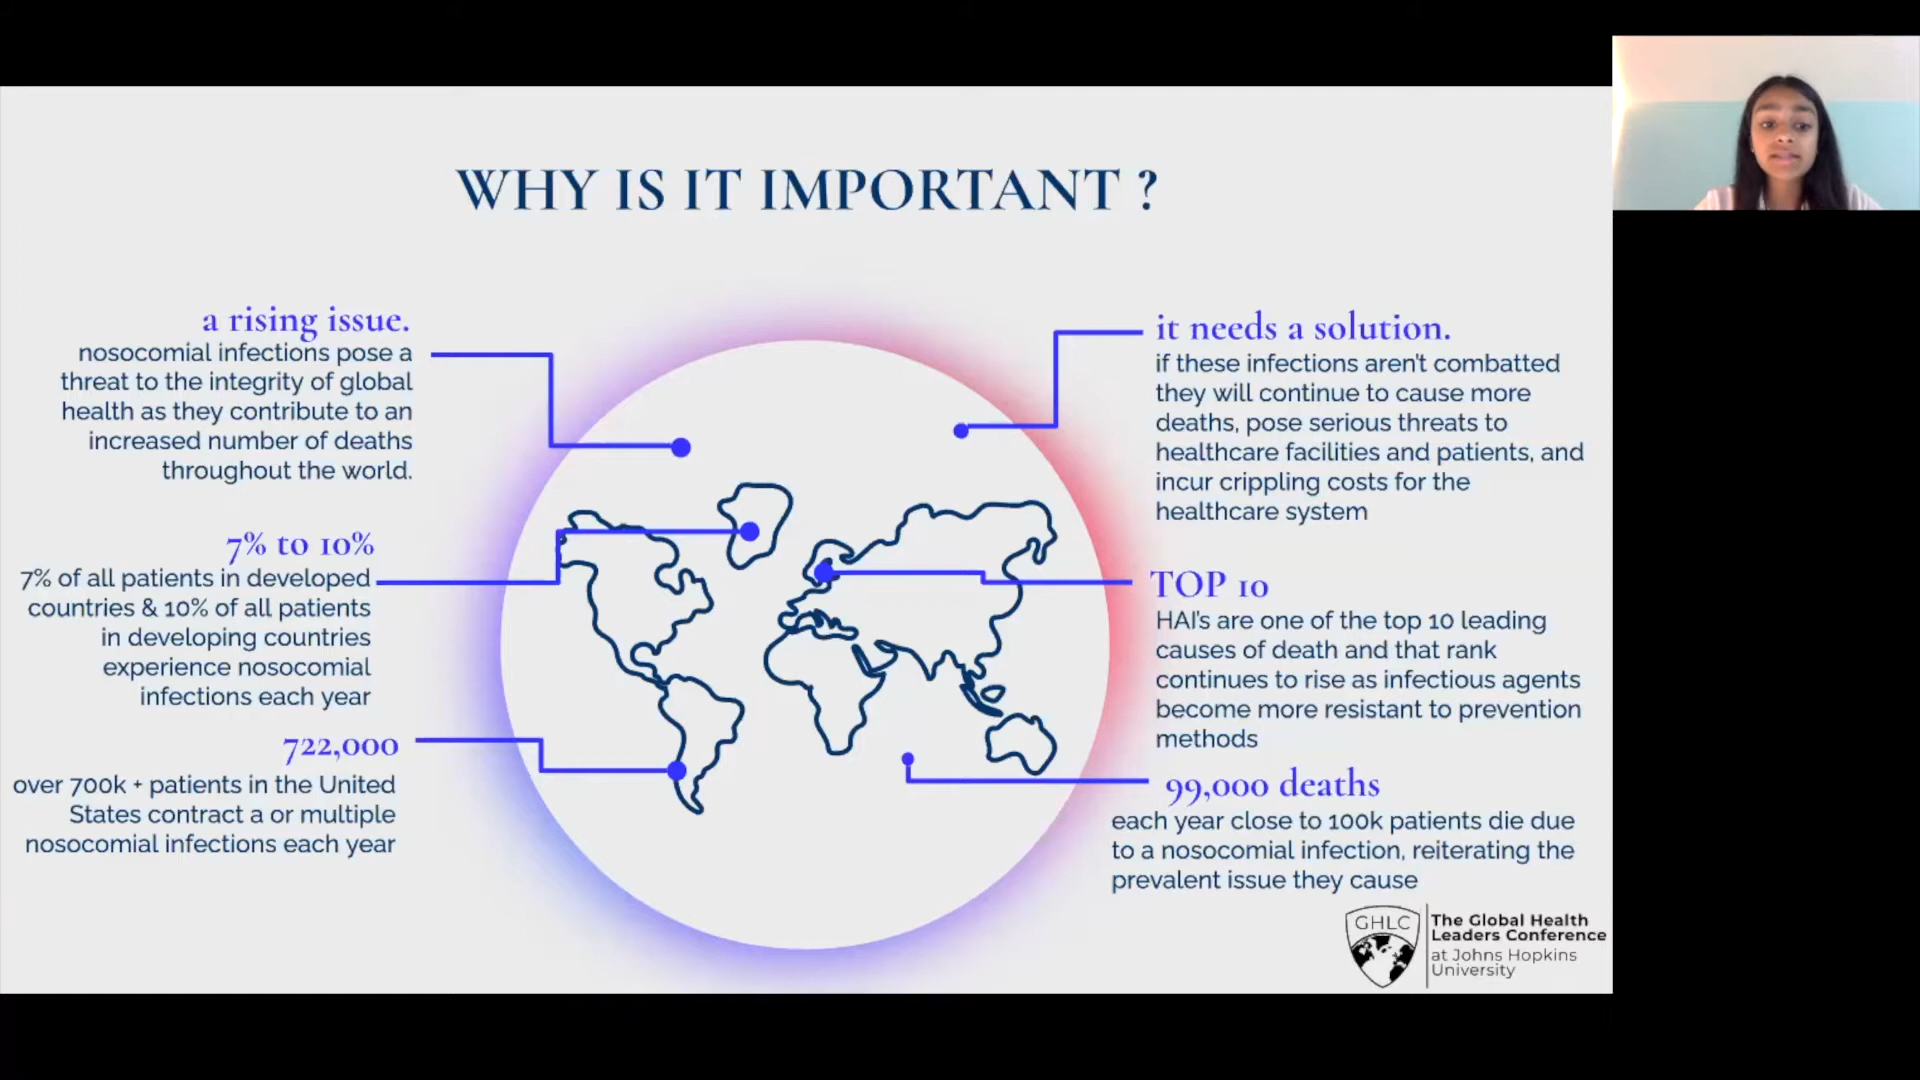 WHY IS IT IMPORTANT ?
a rising issue.
nosocomial infections pose a
threat to the integrity of global
health as they contribute to an
increased number of deaths
throughout the world.
7% to 10%
7% of all patients in developed
countries & 10% of all patients
in developing countries
experience nosocomial
infections each year
722,000
over 700k + patients in the United
States contract a or multiple
nosocomial infections each year
it needs a solution.
if these infections aren't combatted
they will continue to cause more
deaths, pose serious threats to
healthcare facilities and patients, and
incur crippling costs for the
healthcare system
TOP 10
HAI's are one of the top 10 leading
causes of death and that rank
continues to rise as infectious agents
become more resistant to prevention
methods
99,000 deaths
each year close to 100k patients die due
to a nosocomial infection, reiterating the
prevalent issue they cause
GHLC
The Global Health
Leaders Conference
at Johns Hopkins
University